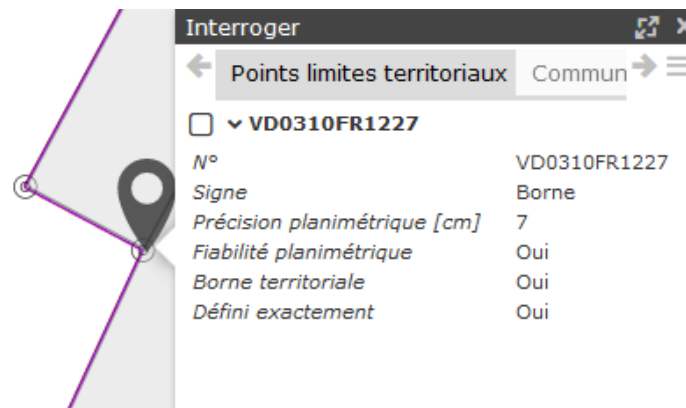 Interroger
Points limites territoriaux Commun
VD0310FR1227
N° VD0310FR1227
Signe Borne
Précision planimétrique [cm] 7
Fiabilité planimétrique Oui
Borne territoriale Oui
Défini exactement Oui